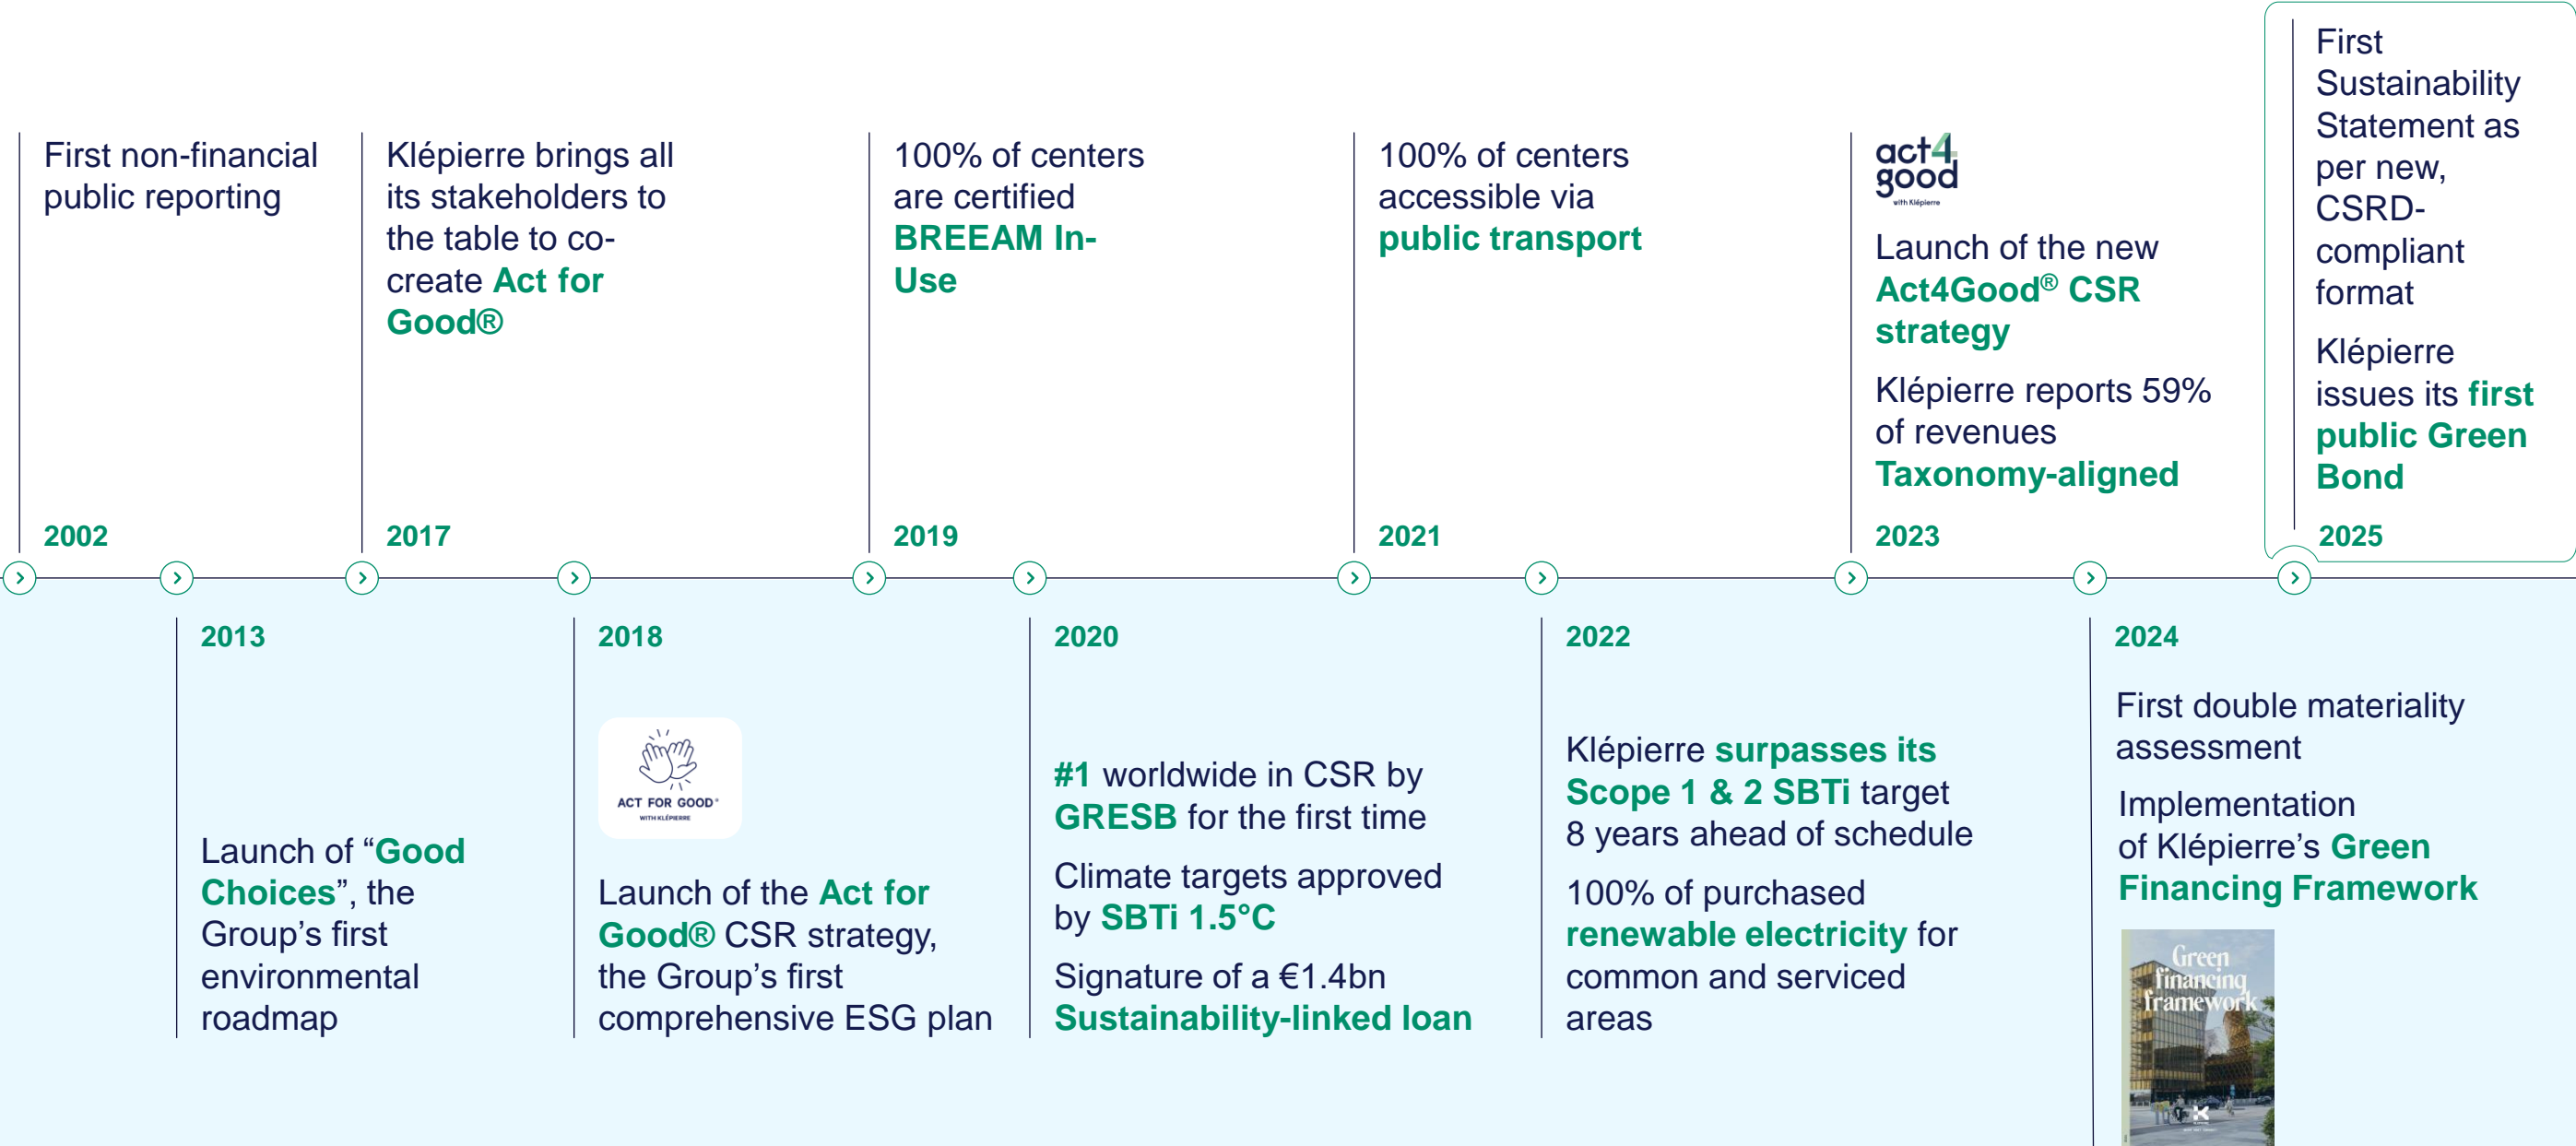 First non-financial
public reporting
2002
2013
Launch of “Good
Choices”, the
Group’s first
environmental
roadmap
Klépierre brings all
its stakeholders to
the table to co-
create Act for
Good®
2017
2018
ACT FOR GOOD®
WITH KLÉPIERRE
Launch of the Act for
Good® CSR strategy,
the Group’s first
comprehensive ESG plan
100% of centers
are certified
BREEAM In-
Use
2019
2020
#1 worldwide in CSR by
GRESB for the first time
Climate targets approved
by SBTi 1.5°C
Signature of a €1.4bn
Sustainability-linked loan
100% of centers
accessible via
public transport
2021
2022
Klépierre surpasses its
Scope 1 & 2 SBTi target
8 years ahead of schedule
100% of purchased
renewable electricity for
common and serviced
areas
act4
good
with Klépierre
Launch of the new
Act4Good® CSR
strategy
Klépierre reports 59%
of revenues
Taxonomy-aligned
2023
2024
First double materiality
assessment
Implementation
of Klépierre’s Green
Financing Framework
Green
financing
framework
First
Sustainability
Statement as
per new,
CSRD-
compliant
format
Klépierre
issues its first
public Green
Bond
2025